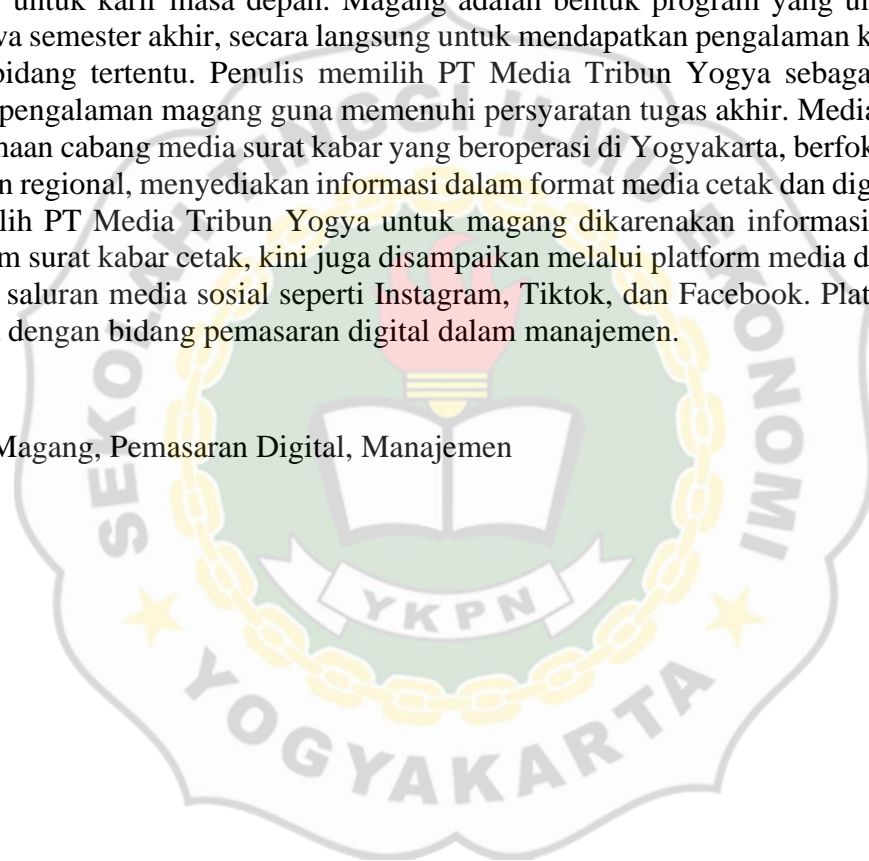 untuk karir masa depan. Magang adalah bentuk program yang
semester akhir, secara langsung untuk mendapatkan pengalaman
bidang tertentu. Penulis memilih PT Media Tribun Yogya
pengalaman magang guna memenuhi persyaratan tugas akhir. Media
cabang media surat kabar yang beroperasi di Yogyakarta,
regional, menyediakan informasi dalam format media cetak dan
PT Media Tribun Yogya untuk magang dikarenakan informasi
surat kabar cetak, kini juga disampaikan melalui platform media
saluran media sosial seperti Instagram, Tiktok, dan Facebook.
dengan bidang pemasaran digital dalam manajemen.
Magang, Pemasaran Digital, Manajemen
SEKOLAH TINGGI ILMU EKONOMI
YKPN
YOGYAKARTA